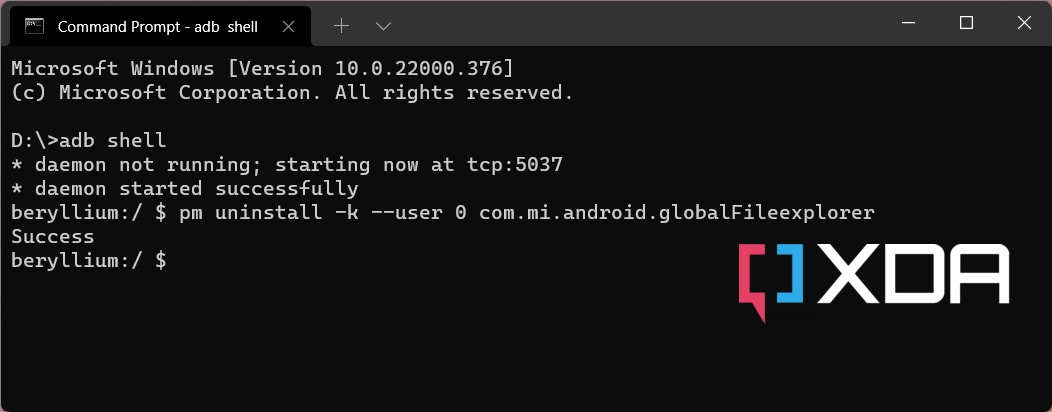 Command Prompt - adb  shell
Microsoft Windows [Version 10.0.22000.376]
(c) Microsoft Corporation. All rights reserved.
D:\>adb shell
* daemon not running; starting now at tcp:5037
* daemon started successfully
beryllium:/ $ pm uninstall -k --user 0 com.mi.android.globalFileexplorer
Success
beryllium:/ $
XDA